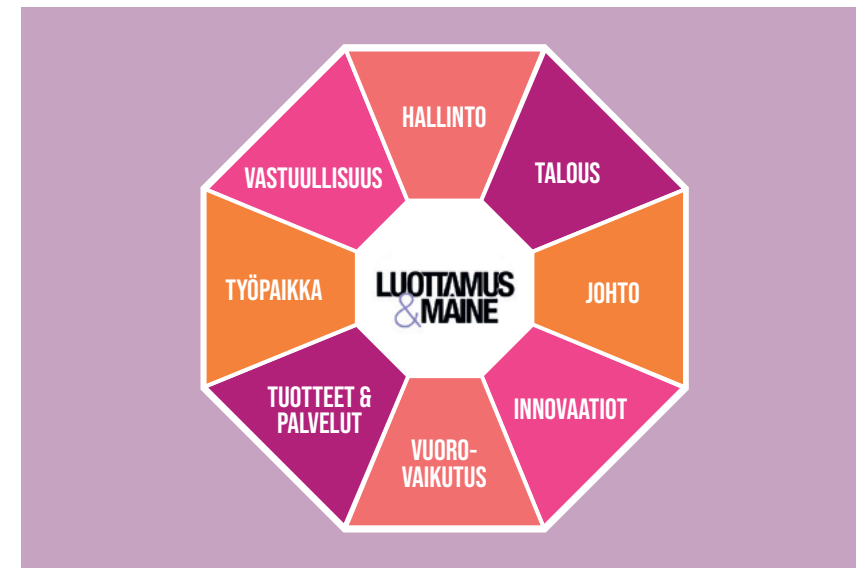 HALLINTO
TALOUS
VASTUULLISUUS
TYÖPAIKKA
LUOTTAMUS
&MAINE
JOHTO
TUOTTEET &
PALVELUT
INNOVAATIOT
VUORO-
VAIKUTUS